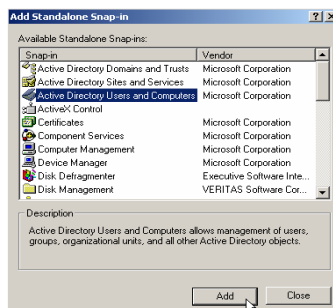 Add Standalone Snap-in
Available Standalone Snap-ins:
Snap-in Vendor
Active Directory Domains and Trusts Microsoft Corporation
Active Directory Sites and Services Microsoft Corporation
Active Directory Users and Computers Microsoft Corporation
ActiveX Control
Certificates Microsoft Corporation
Component Services Microsoft Corporation
Computer Management Microsoft Corporation
Device Manager Microsoft Corporation
Disk Defragmenter Executive Software Inte...
Disk Management VERITAS Software Cor...
Description
Active Directory Users and Computers allows management of users,
groups, organizational units, and all other Active Directory objects.
Add Close